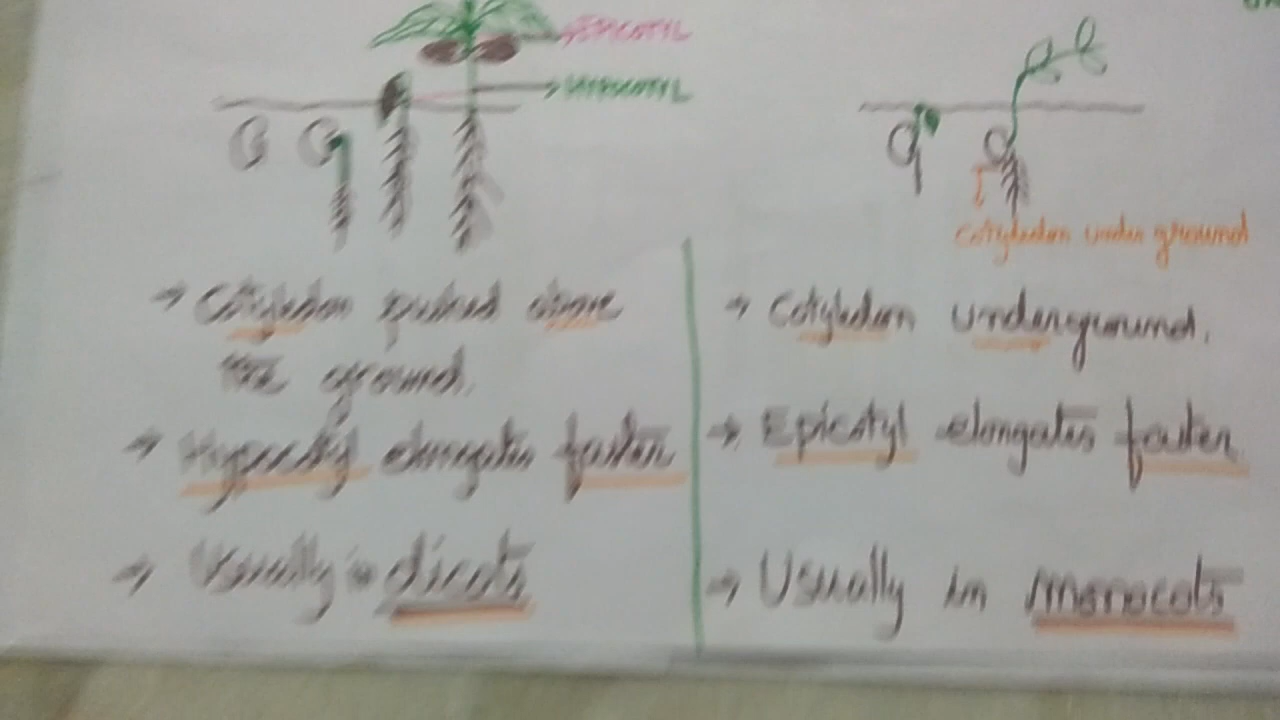 EPICOTYL
HYPOCOTYL
Cotyledon under ground
→ Cotyledon pushed above
the ground.
→ Hypocotyl elongates faster
→ Usually in dicots
→ Cotyledon underground.
→ Epicotyl elongates faster
→ Usually in monocots